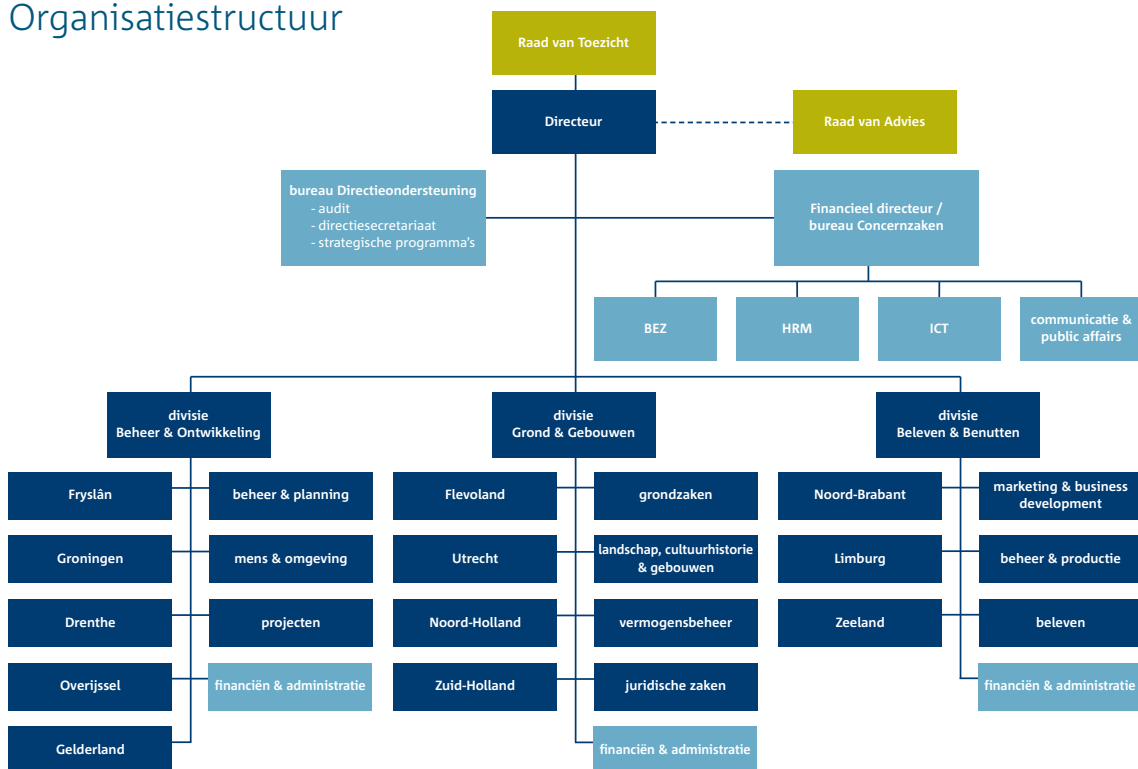 Organisatiestructuur
Raad van Toezicht
Directeur
Raad van Advies
bureau Directieondersteuning
- audit
- directiesecretariaat
- strategische programma's
Financieel directeur /
bureau Concernzaken
BEZ
HRM
ICT
communicatie &
public affairs
divisie
Beheer & Ontwikkeling
divisie
Grond & Gebouwen
divisie
Beleven & Benutten
Fryslân
beheer & planning
Groningen
mens & omgeving
Drenthe
projecten
Overijssel
financiën & administratie
Gelderland
Flevoland
grondzaken
Utrecht
landschap, cultuurhistorie
& gebouwen
Noord-Holland
vermogensbeheer
Zuid-Holland
juridische zaken
financiën & administratie
Noord-Brabant
marketing & business
development
Limburg
beheer & productie
Zeeland
beleven
financiën & administratie